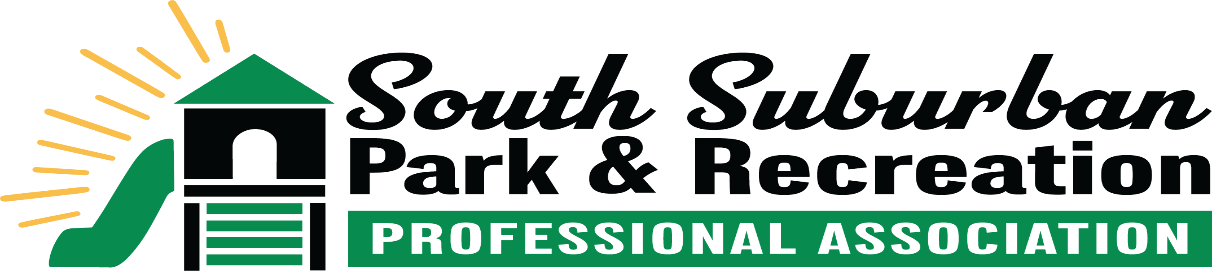 South Suburban
Park & Recreation
PROFESSIONAL ASSOCIATION